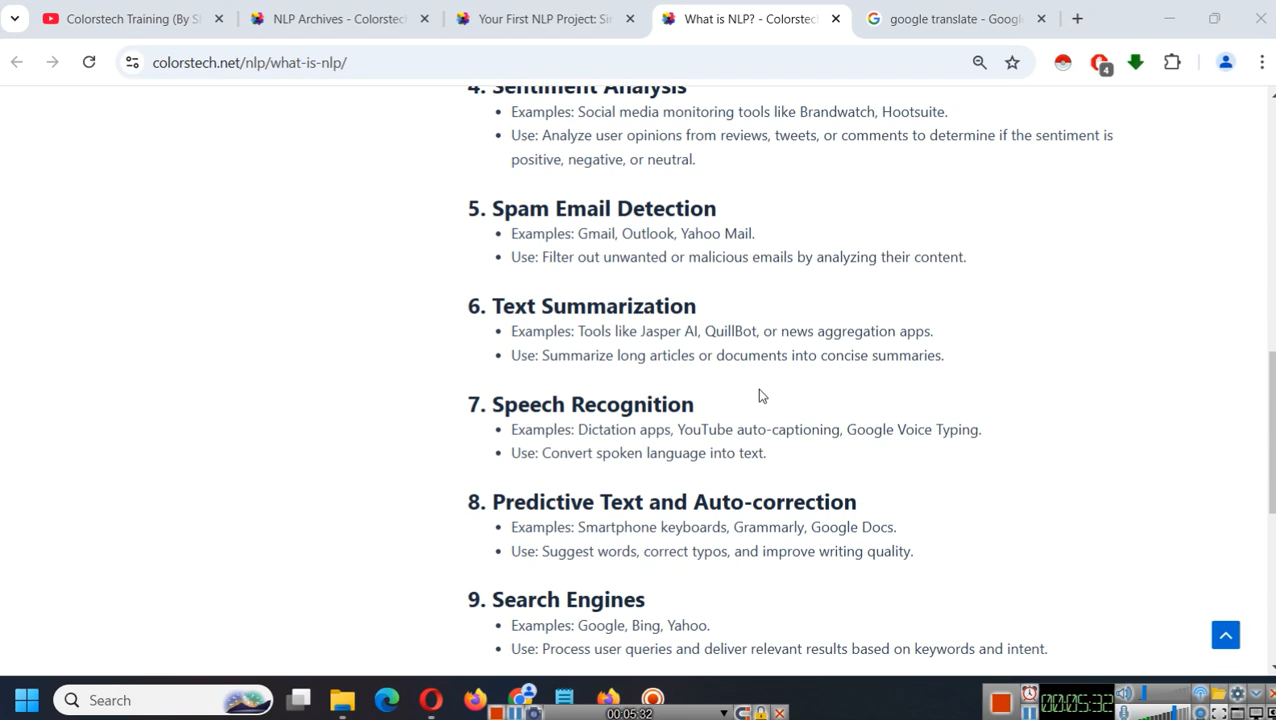 Colorstech Training (By S
NLP Archives - Colorstec
Your First NLP Project: Si
What is NLP? - Colorstec
google translate - Googl
colorstech.net/nlp/what-is-nlp/
4
4. Sentiment Analysis
• Examples: Social media monitoring tools like Brandwatch, Hootsuite.
• Use: Analyze user opinions from reviews, tweets, or comments to determine if the sentiment is
positive, negative, or neutral.
5. Spam Email Detection
• Examples: Gmail, Outlook, Yahoo Mail.
• Use: Filter out unwanted or malicious emails by analyzing their content.
6. Text Summarization
• Examples: Tools like Jasper AI, QuillBot, or news aggregation apps.
• Use: Summarize long articles or documents into concise summaries.
7. Speech Recognition
• Examples: Dictation apps, YouTube auto-captioning, Google Voice Typing.
• Use: Convert spoken language into text.
8. Predictive Text and Auto-correction
• Examples: Smartphone keyboards, Grammarly, Google Docs.
• Use: Suggest words, correct typos, and improve writing quality.
9. Search Engines
• Examples: Google, Bing, Yahoo.
• Use: Process user queries and deliver relevant results based on keywords and intent.
Search
00:05:32
00:05:32